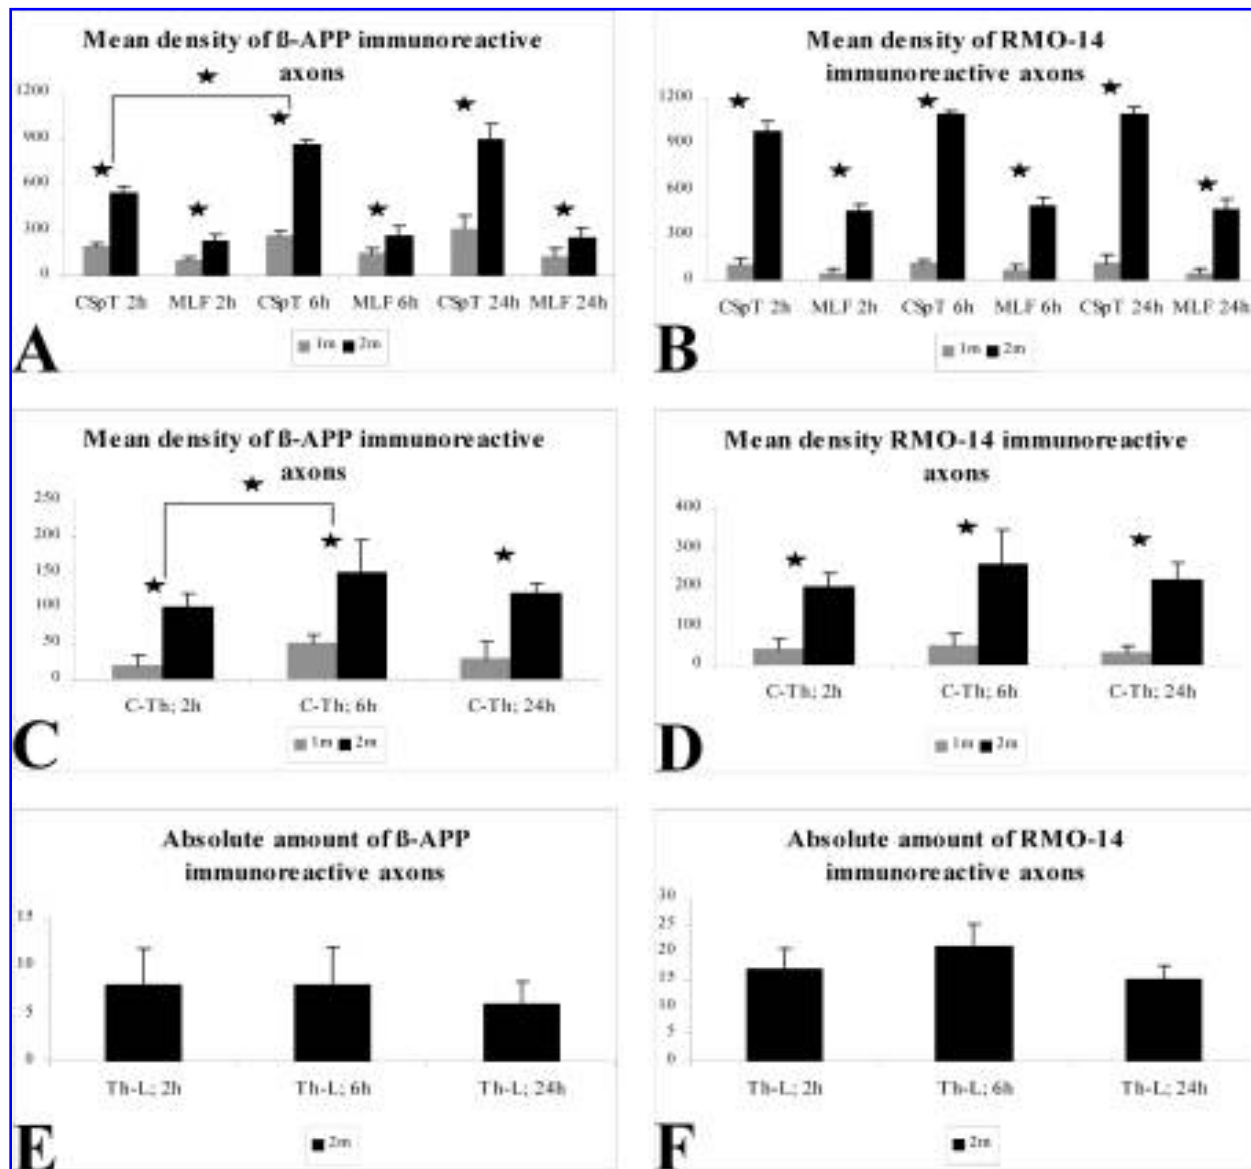 Mean density of ß-APP immunoreactive
axons
1200
900
600
300
0
CSpT 2h MLF 2h CSpT 6h MLF 6h CSpT 24h MLF 24h
1m 2m
A
Mean density of RMO-14
immunoreactive axons
1200
900
600
300
0
CSpT 2h MLF 2h CSpT 6h MLF 6h CSpT 24h MLF 24h
1m 2m
B
Mean density of ß-APP immunoreactive
axons
250
200
150
100
50
0
C-Th; 2h C-Th; 6h C-Th; 24h
1m 2m
C
Mean density RMO-14 immunoreactive
axons
400
300
200
100
0
C-Th; 2h C-Th; 6h C-Th; 24h
1m 2m
D
Absolute amount of ß-APP
immunoreactive axons
15
10
5
0
Th-L; 2h Th-L; 6h Th-L; 24h
2m
E
Absolute amount of RMO-14
immunoreactive axons
30
25
20
15
10
5
0
Th-L; 2h Th-L; 6h Th-L; 24h
2m
F